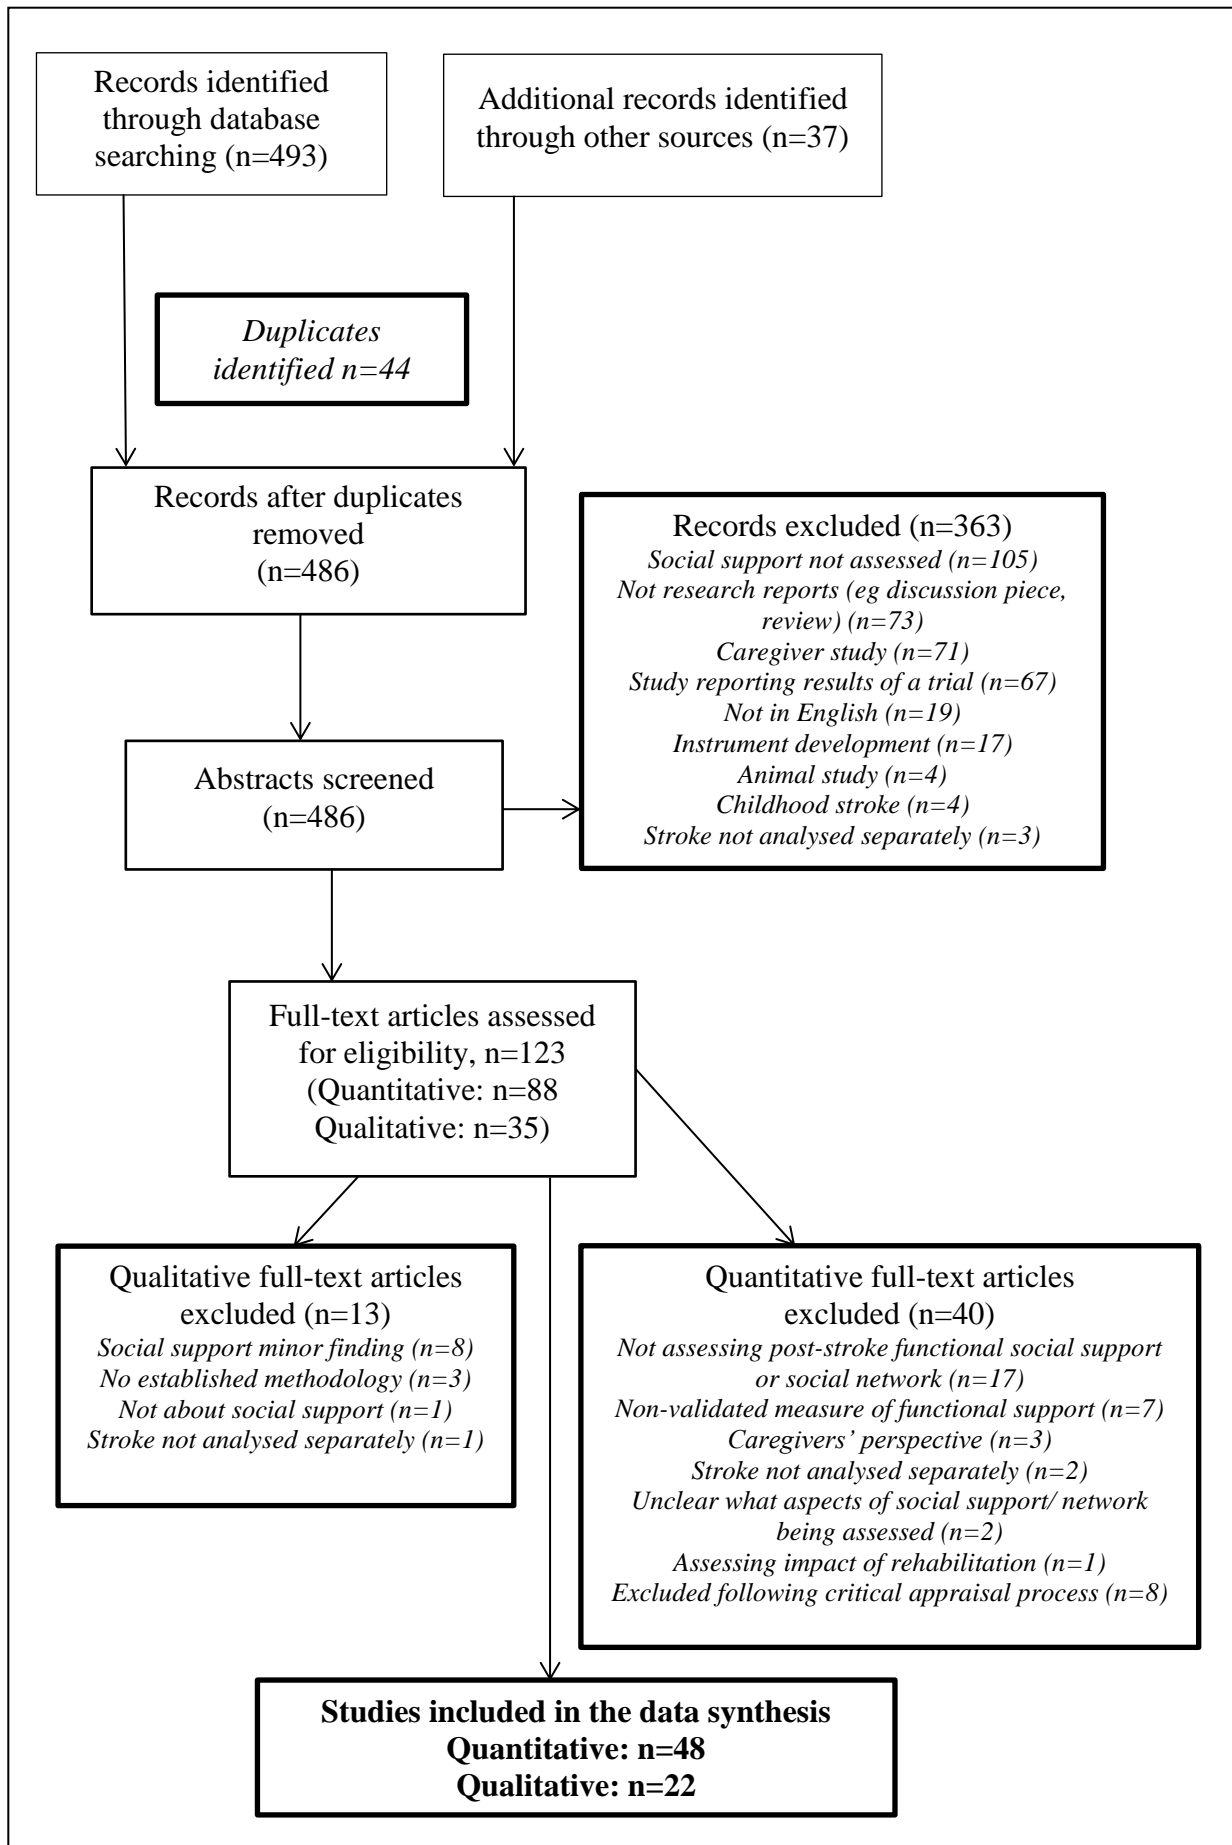 Records identified
through database
searching (n=493)
Additional records identified
through other sources (n=37)
Duplicates
identified n=44
Records after duplicates
removed
(n=486)
Records excluded (n=363)
Social support not assessed (n=105)
Not research reports (eg discussion piece,
review) (n=73)
Caregiver study (n=71)
Study reporting results of a trial (n=67)
Not in English (n=19)
Instrument development (n=17)
Animal study (n=4)
Childhood stroke (n=4)
Stroke not analysed separately (n=3)
Abstracts screened
(n=486)
Full-text articles assessed
for eligibility, n=123
(Quantitative: n=88
Qualitative: n=35)
Qualitative full-text articles
excluded (n=13)
Social support minor finding (n=8)
No established methodology (n=3)
Not about social support (n=1)
Stroke not analysed separately (n=1)
Quantitative full-text articles
excluded (n=40)
Not assessing post-stroke functional social support
or social network (n=17)
Non-validated measure of functional support (n=7)
Caregivers’ perspective (n=3)
Stroke not analysed separately (n=2)
Unclear what aspects of social support/ network
being assessed (n=2)
Assessing impact of rehabilitation (n=1)
Excluded following critical appraisal process (n=8)
Studies included in the data synthesis
Quantitative: n=48
Qualitative: n=22